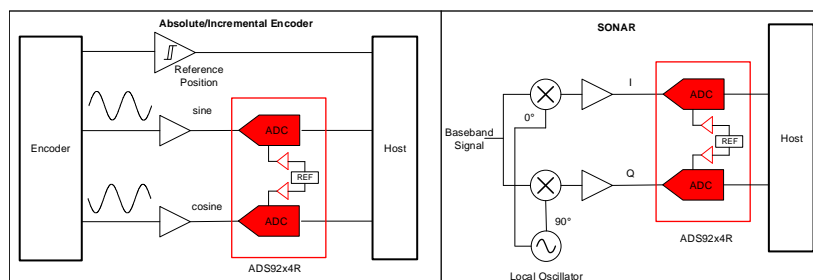 Absolute/Incremental Encoder
Reference
Position
sine
ADC
Encoder
REF
Host
cosine
ADC
ADS92x4R
SONAR
I
ADC
0°
Baseband
Signal
REF
Host
Q
ADC
90°
ADS92x4R
Local Oscillator